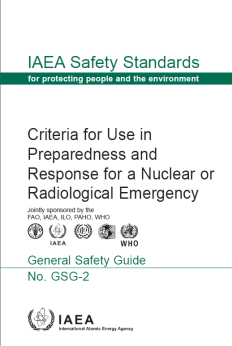 IAEA Safety Standards
for protecting people and the environment
Criteria for Use in
Preparedness and
Response for a Nuclear or
Radiological Emergency
Jointly sponsored by the
FAO, IAEA, ILO, PAHO, WHO
IAEA
WHO
General Safety Guide
No. GSG-2
IAEA
International Atomic Energy Agency